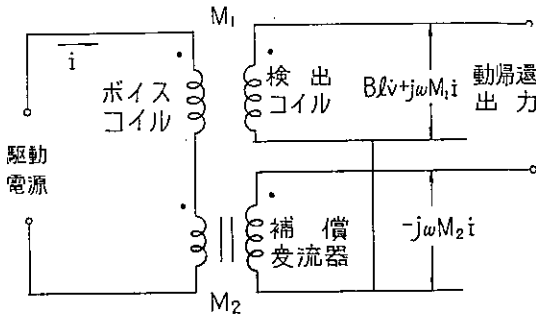 M₁
i
ボイス
コイル
検出
コイル
Bℓv̇+jωM₁i
動帰還
出力
駆動
電源
補償
変流器
-jωM₂i
M₂